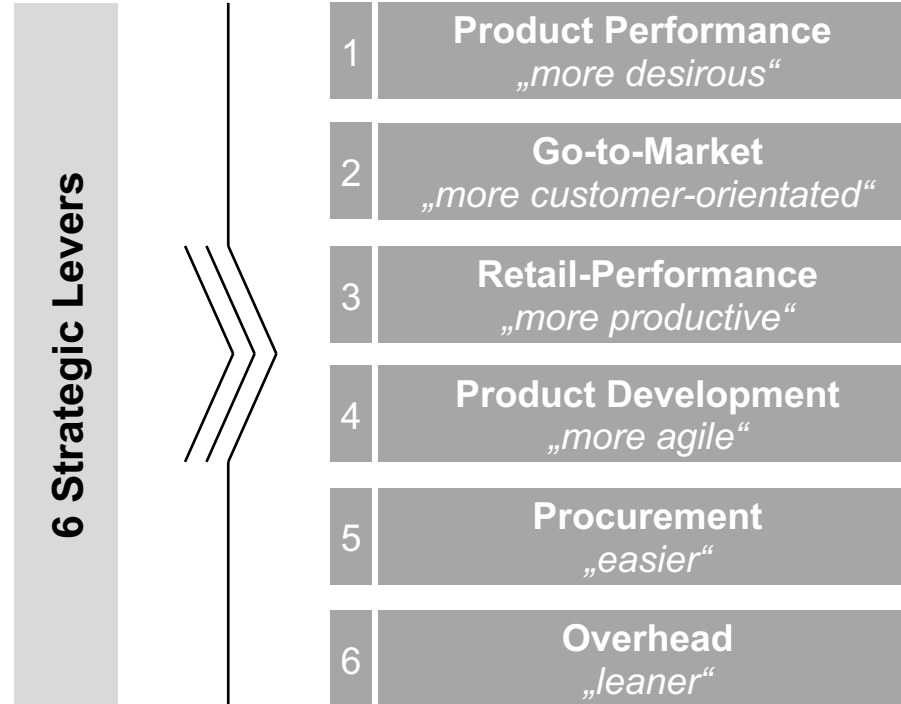 6 Strategic Levers
1
Product Performance
„more desirous“
2
Go-to-Market
„more customer-orientated“
3
Retail-Performance
„more productive“
4
Product Development
„more agile“
5
Procurement
„easier“
6
Overhead
„leaner“